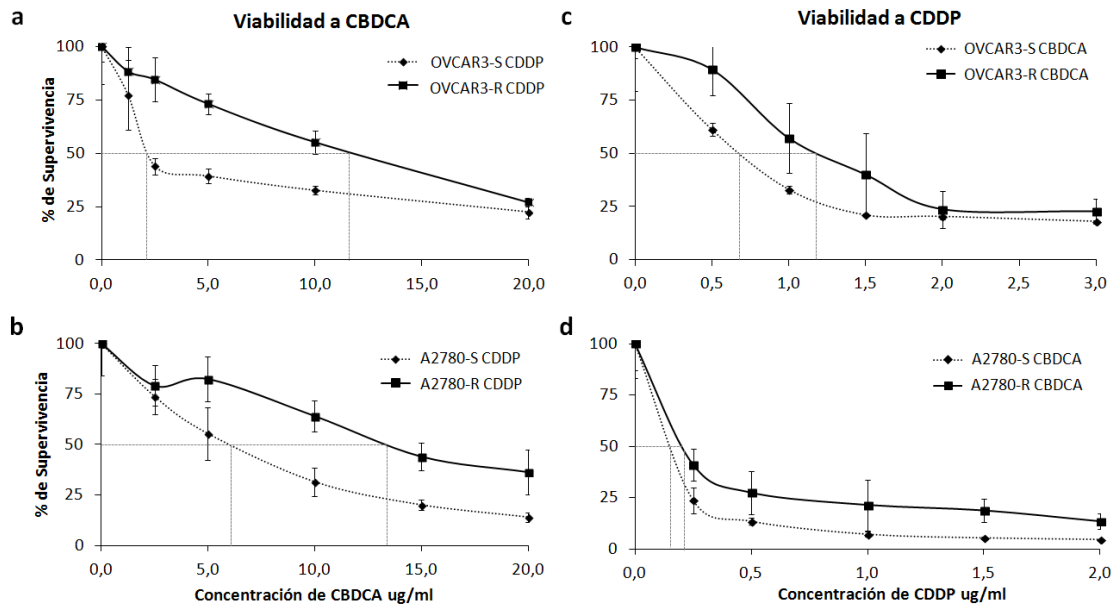 a
Viabilidad a CBDCA
% de Supervivencia
100
75
50
25
0
0,0 5,0 10,0 15,0 20,0
OVCAR3-S CDDP
OVCAR3-R CDDP
b
% de Supervivencia
100
75
50
25
0
0,0 5,0 10,0 15,0 20,0
A2780-S CDDP
A2780-R CDDP
Concentración de CBDCA ug/ml
c
Viabilidad a CDDP
100
75
50
25
0
0,0 0,5 1,0 1,5 2,0 2,5 3,0
OVCAR3-S CBDCA
OVCAR3-R CBDCA
d
100
75
50
25
0
0,0 0,5 1,0 1,5 2,0
A2780-S CBDCA
A2780-R CBDCA
Concentración de CDDP ug/ml